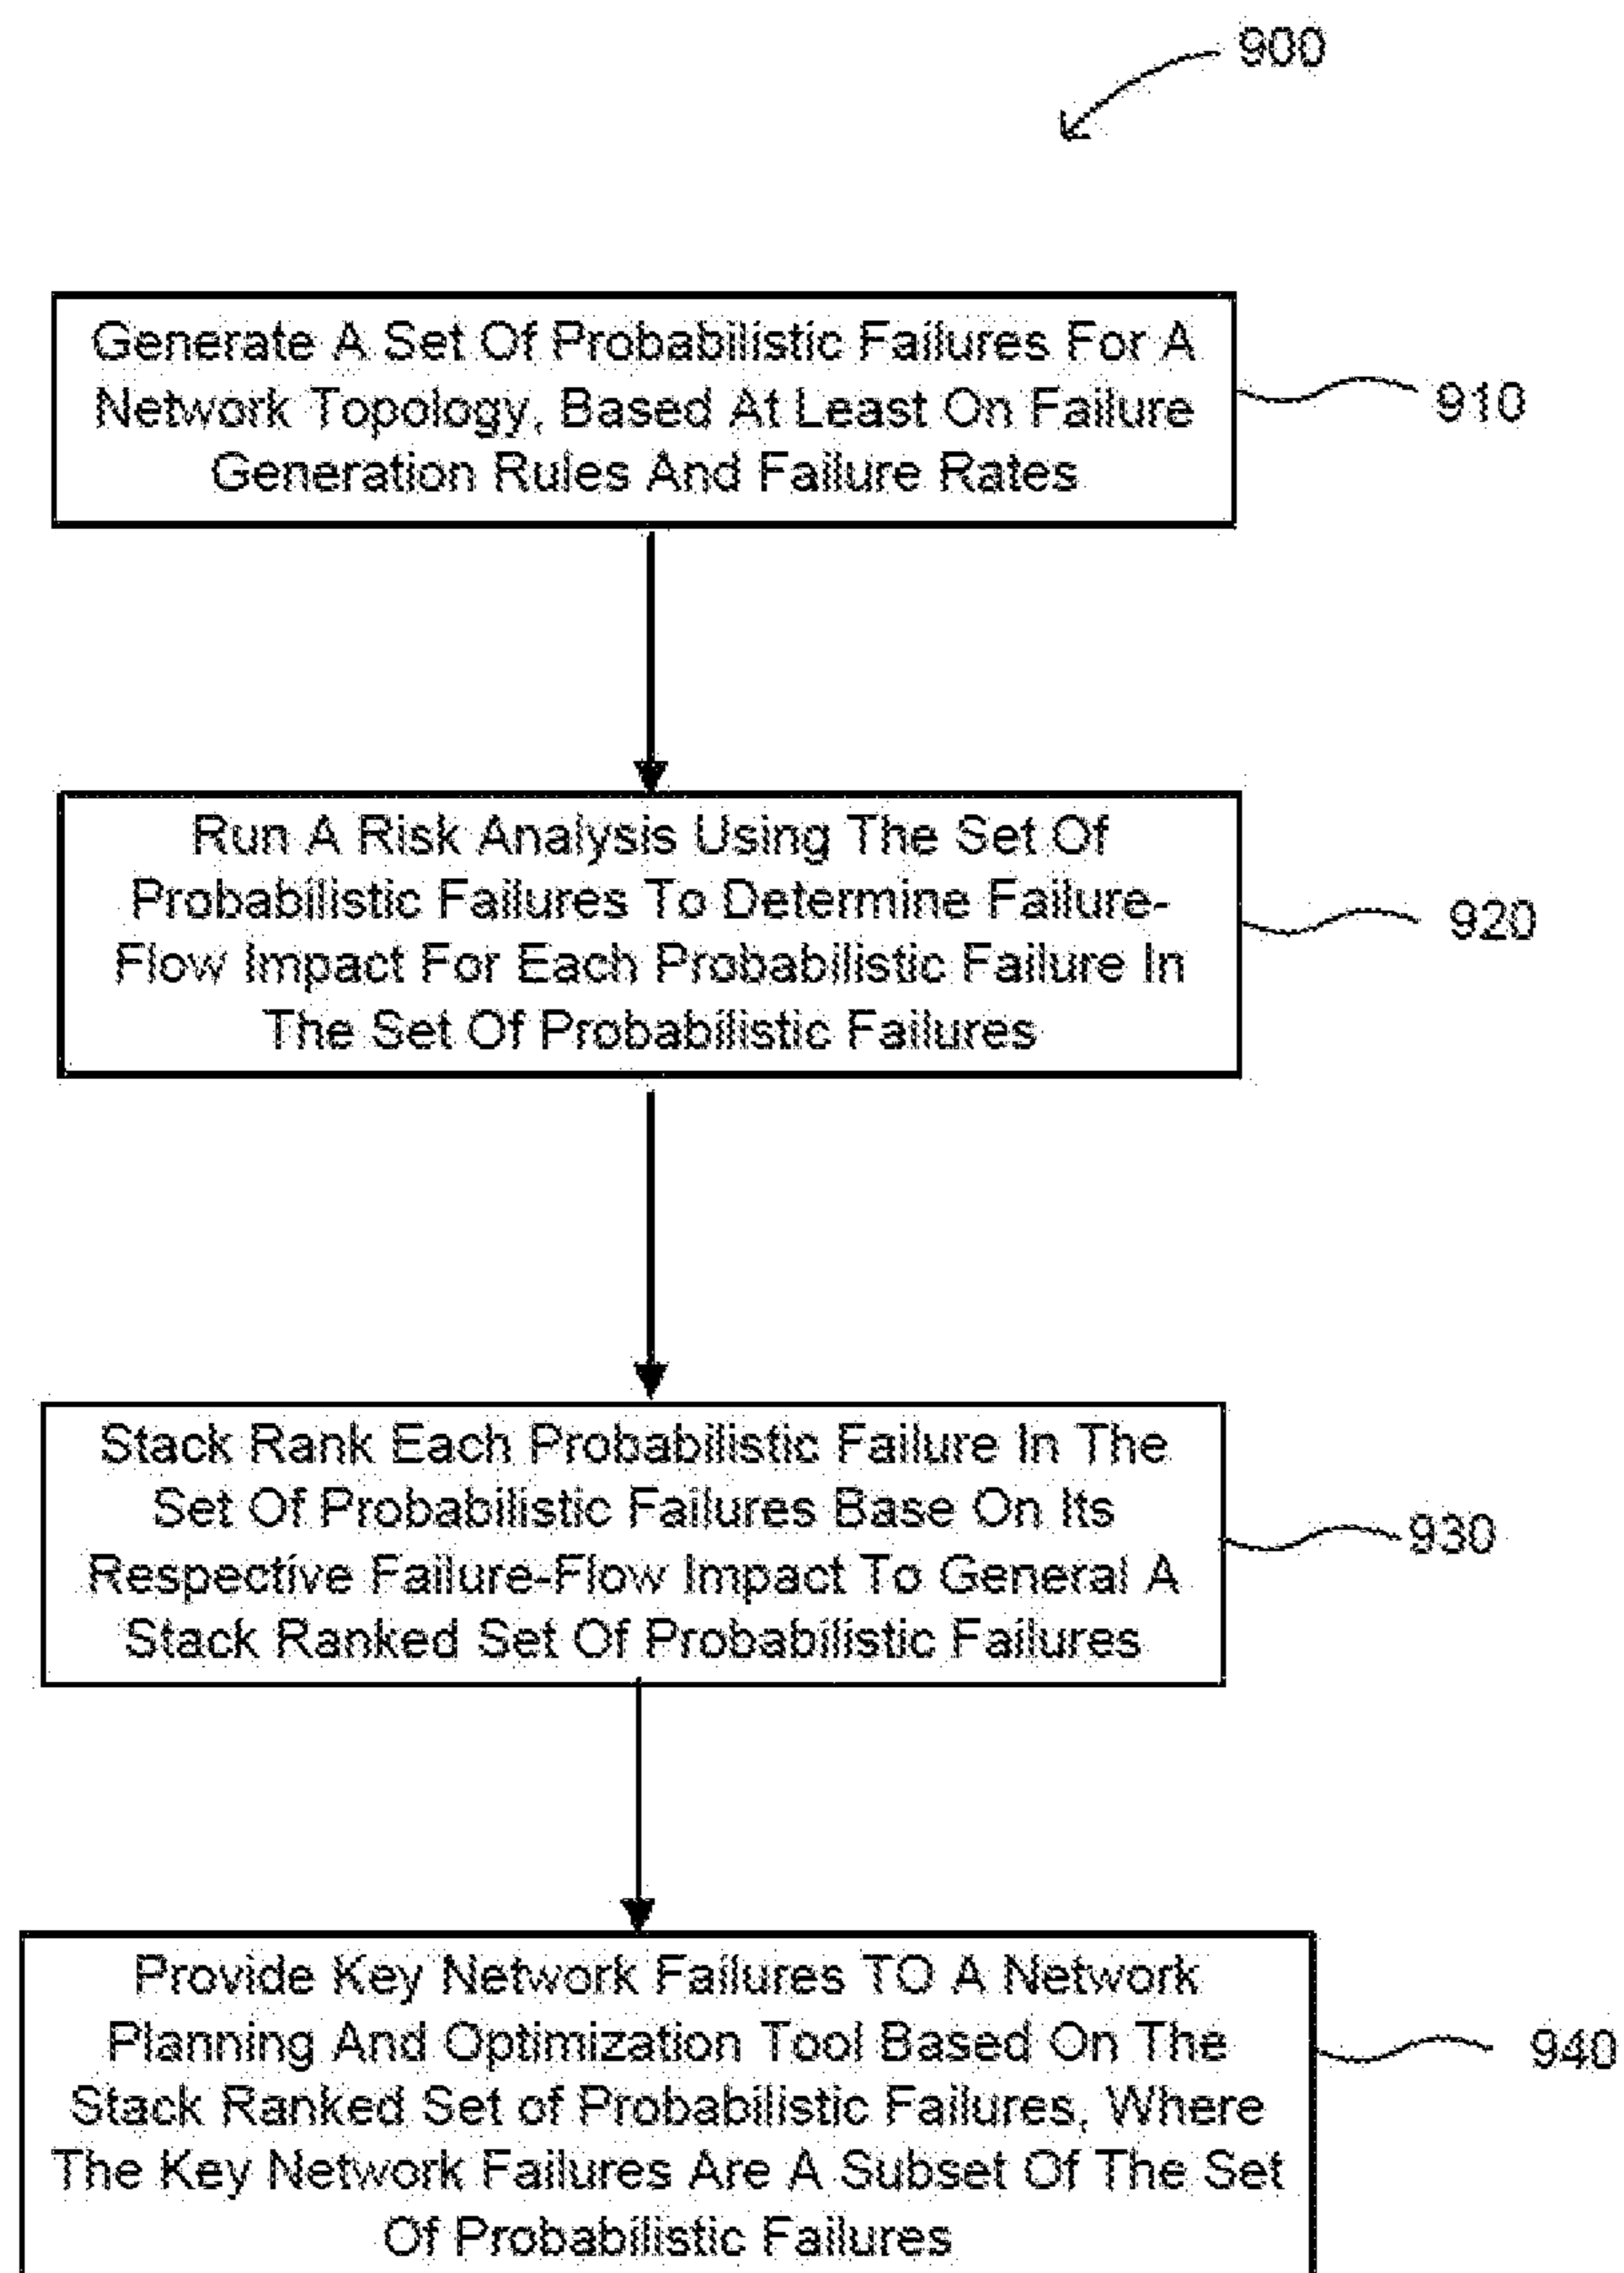 900
Generate A Set Of Probabilistic Failures For A
Network Topology, Based At Least On Failure
Generation Rules And Failure Rates
910
Run A Risk Analysis Using The Set Of
Probabilistic Failures To Determine Failure-
Flow Impact For Each Probabilistic Failure In
The Set Of Probabilistic Failures
920
Stack Rank Each Probabilistic Failure In The
Set Of Probabilistic Failures Base On Its
Respective Failure-Flow Impact To General A
Stack Ranked Set Of Probabilistic Failures
930
Provide Key Network Failures TO A Network
Planning And Optimization Tool Based On The
Stack Ranked Set of Probabilistic Failures, Where
The Key Network Failures Are A Subset Of The Set
Of Probabilistic Failures
940